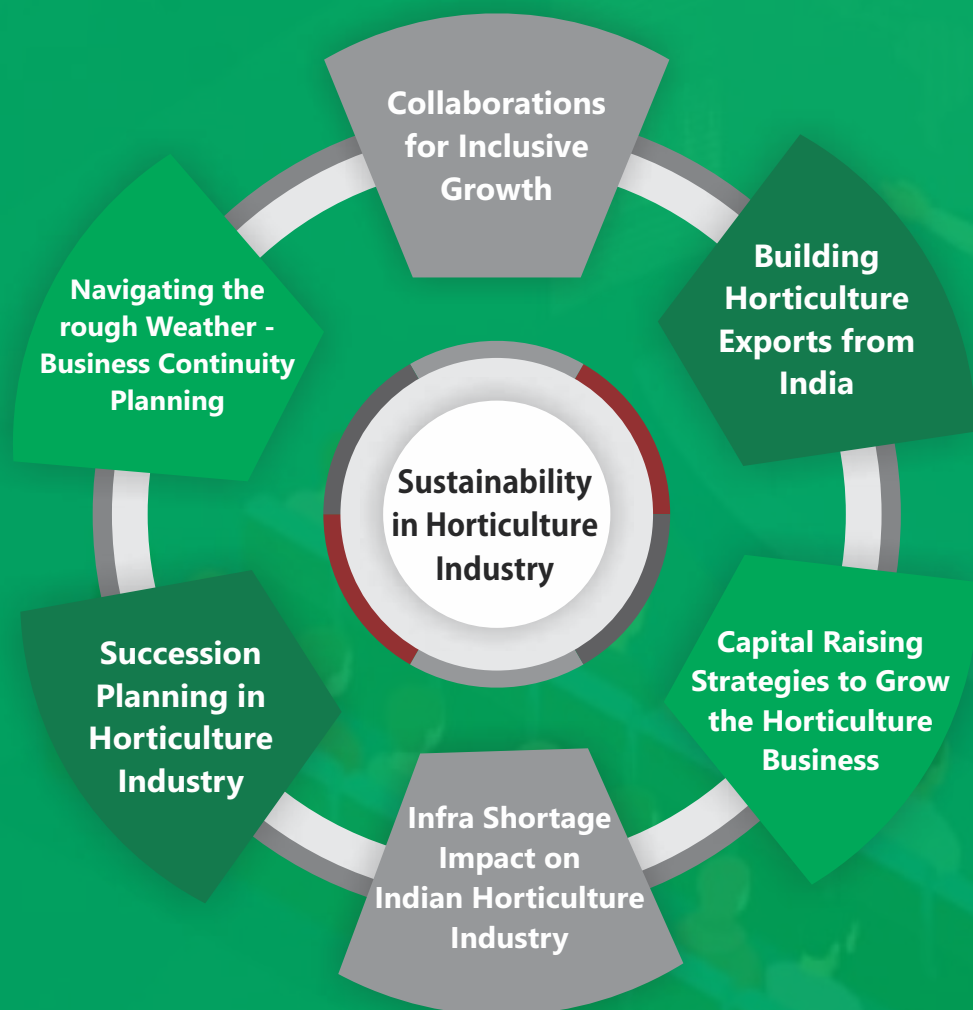 Collaborations
for Inclusive
Growth
Building
Horticulture
Exports from
India
Capital Raising
Strategies to Grow
the Horticulture
Business
Infra Shortage
Impact on
Indian Horticulture
Industry
Succession
Planning in
Horticulture
Industry
Navigating the
rough Weather -
Business Continuity
Planning
Sustainability
in Horticulture
Industry